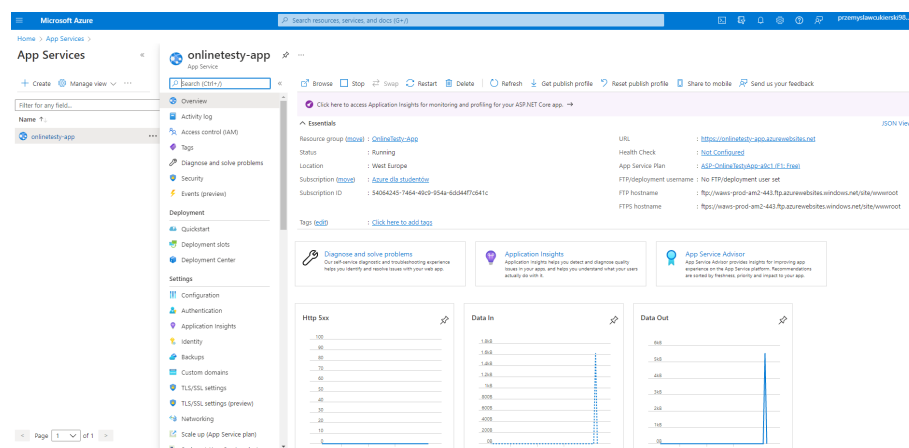 Microsoft Azure
Search resources, services, and docs (G+/)
przemyslawcukierski98...
Home > App Services >
App Services
onlinetesty-app
App Service
Create
Manage view
Search (Ctrl+/)
Browse
Stop
Swap
Restart
Delete
Refresh
Get publish profile
Reset publish profile
Share to mobile
Send us your feedback
Filter for any field...
Name ↑↓
onlinetesty-app
Page 1 of 1
Overview
Activity log
Access control (IAM)
Tags
Diagnose and solve problems
Security
Events (preview)
Deployment
Quickstart
Deployment slots
Deployment Center
Settings
Configuration
Authentication
Application Insights
Identity
Backups
Custom domains
TLS/SSL settings
TLS/SSL settings (preview)
Networking
Scale up (App Service plan)
Click here to access Application Insights for monitoring and profiling for your ASP.NET Core app. →
Essentials
JSON View
Resource group (move) : OnlineTesty-App
Status : Running
Location : West Europe
Subscription (move) : Azure dla studentów
Subscription ID : 54064245-7464-49c9-954a-6dd44f7c641c
Tags (edit) : Click here to add tags
URL : https://onlinetesty-app.azurewebsites.net
Health Check : Not Configured
App Service Plan : ASP-OnlineTestyApp-a9c1 (F1: Free)
FTP/deployment username : No FTP/deployment user set
FTP hostname : ftp://waws-prod-am2-443.ftp.azurewebsites.windows.net/site/wwwroot
FTPS hostname : ftps://waws-prod-am2-443.ftp.azurewebsites.windows.net/site/wwwroot
Diagnose and solve problems
Our self-service diagnostic and troubleshooting experience
helps you identify and resolve issues with your web app.
Application Insights
Application Insights helps you detect and diagnose quality
issues in your apps, and helps you understand what your users
actually do with it.
App Service Advisor
App Service Advisor provides insights for improving app
experience on the App Service platform. Recommendations
are sorted by freshness, priority and impact to your app.
Http 5xx
100
90
80
70
60
50
40
30
20
10
0
Data In
1.8kB
1.6kB
1.4kB
1.2kB
1kB
800B
600B
400B
200B
0B
Data Out
6kB
5kB
4kB
3kB
2kB
1kB
0B